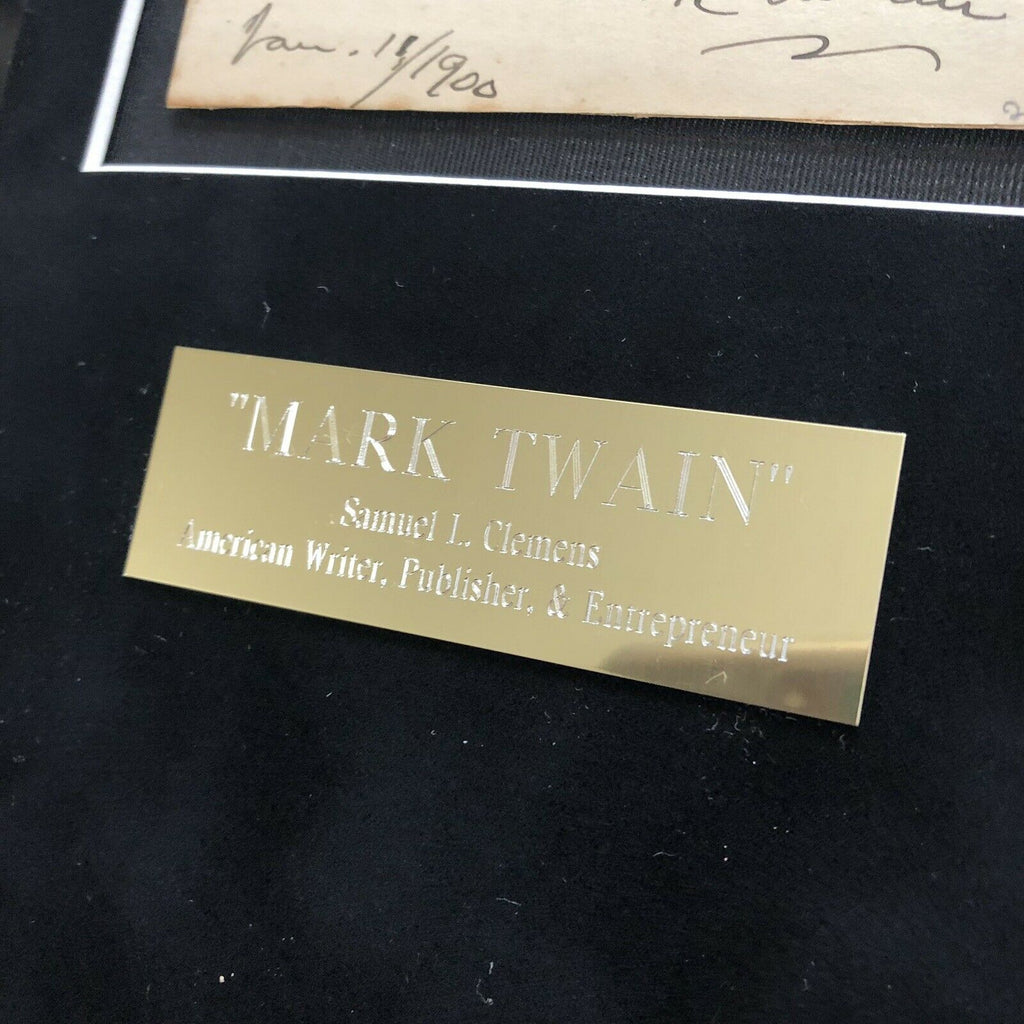 Jan. 11/1900
"MARK TWAIN"
Samuel L. Clemens
American Writer, Publisher, & Entrepreneur